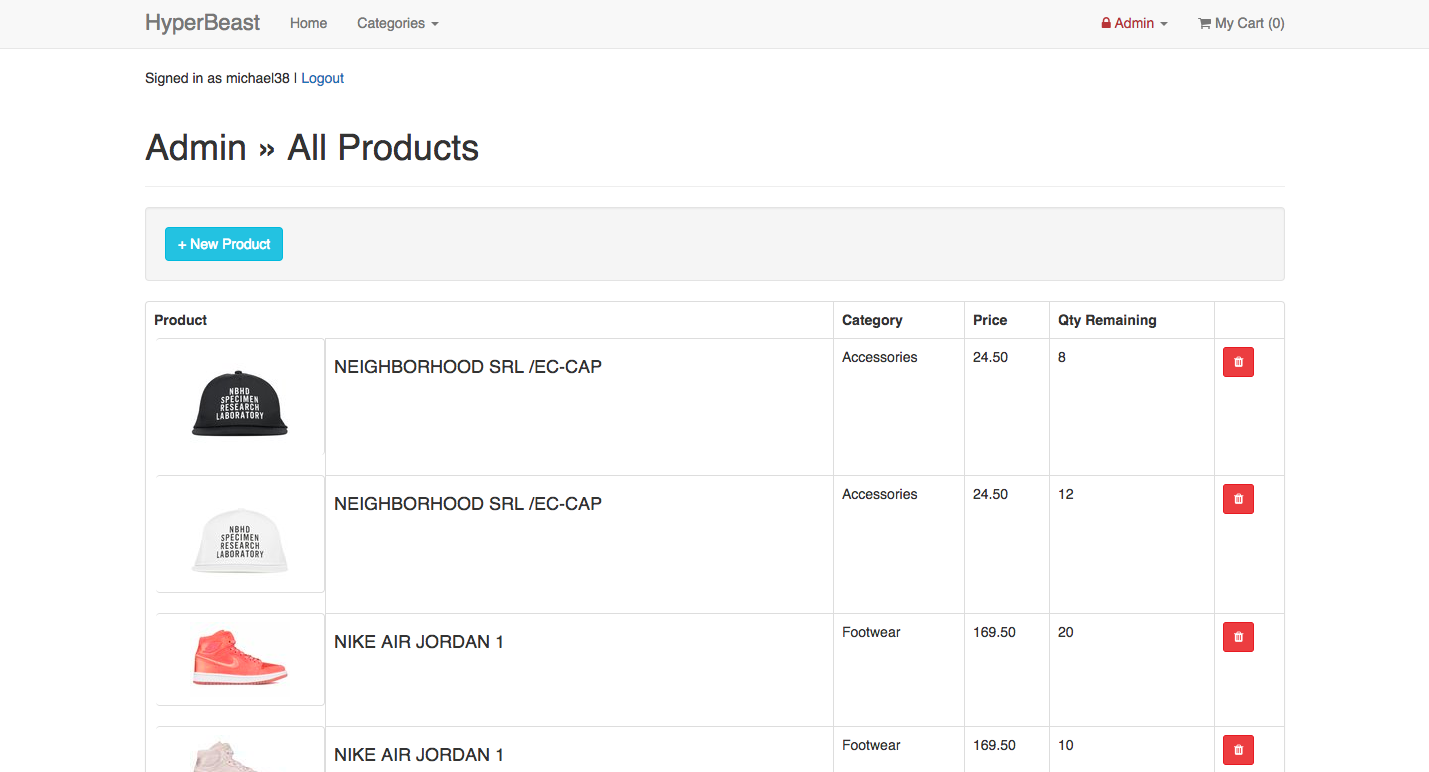 HyperBeast Home Categories Admin My Cart (0)
Signed in as michael38 | Logout
Admin » All Products
+ New Product
Product Category Price Qty Remaining
NEIGHBORHOOD SRL /EC-CAP Accessories 24.50 8
NBHD
SPECIMEN
RESEARCH
LABORATORY
NEIGHBORHOOD SRL /EC-CAP Accessories 24.50 12
NBHD
SPECIMEN
RESEARCH
LABORATORY
NIKE AIR JORDAN 1 Footwear 169.50 20
NIKE AIR JORDAN 1 Footwear 169.50 10